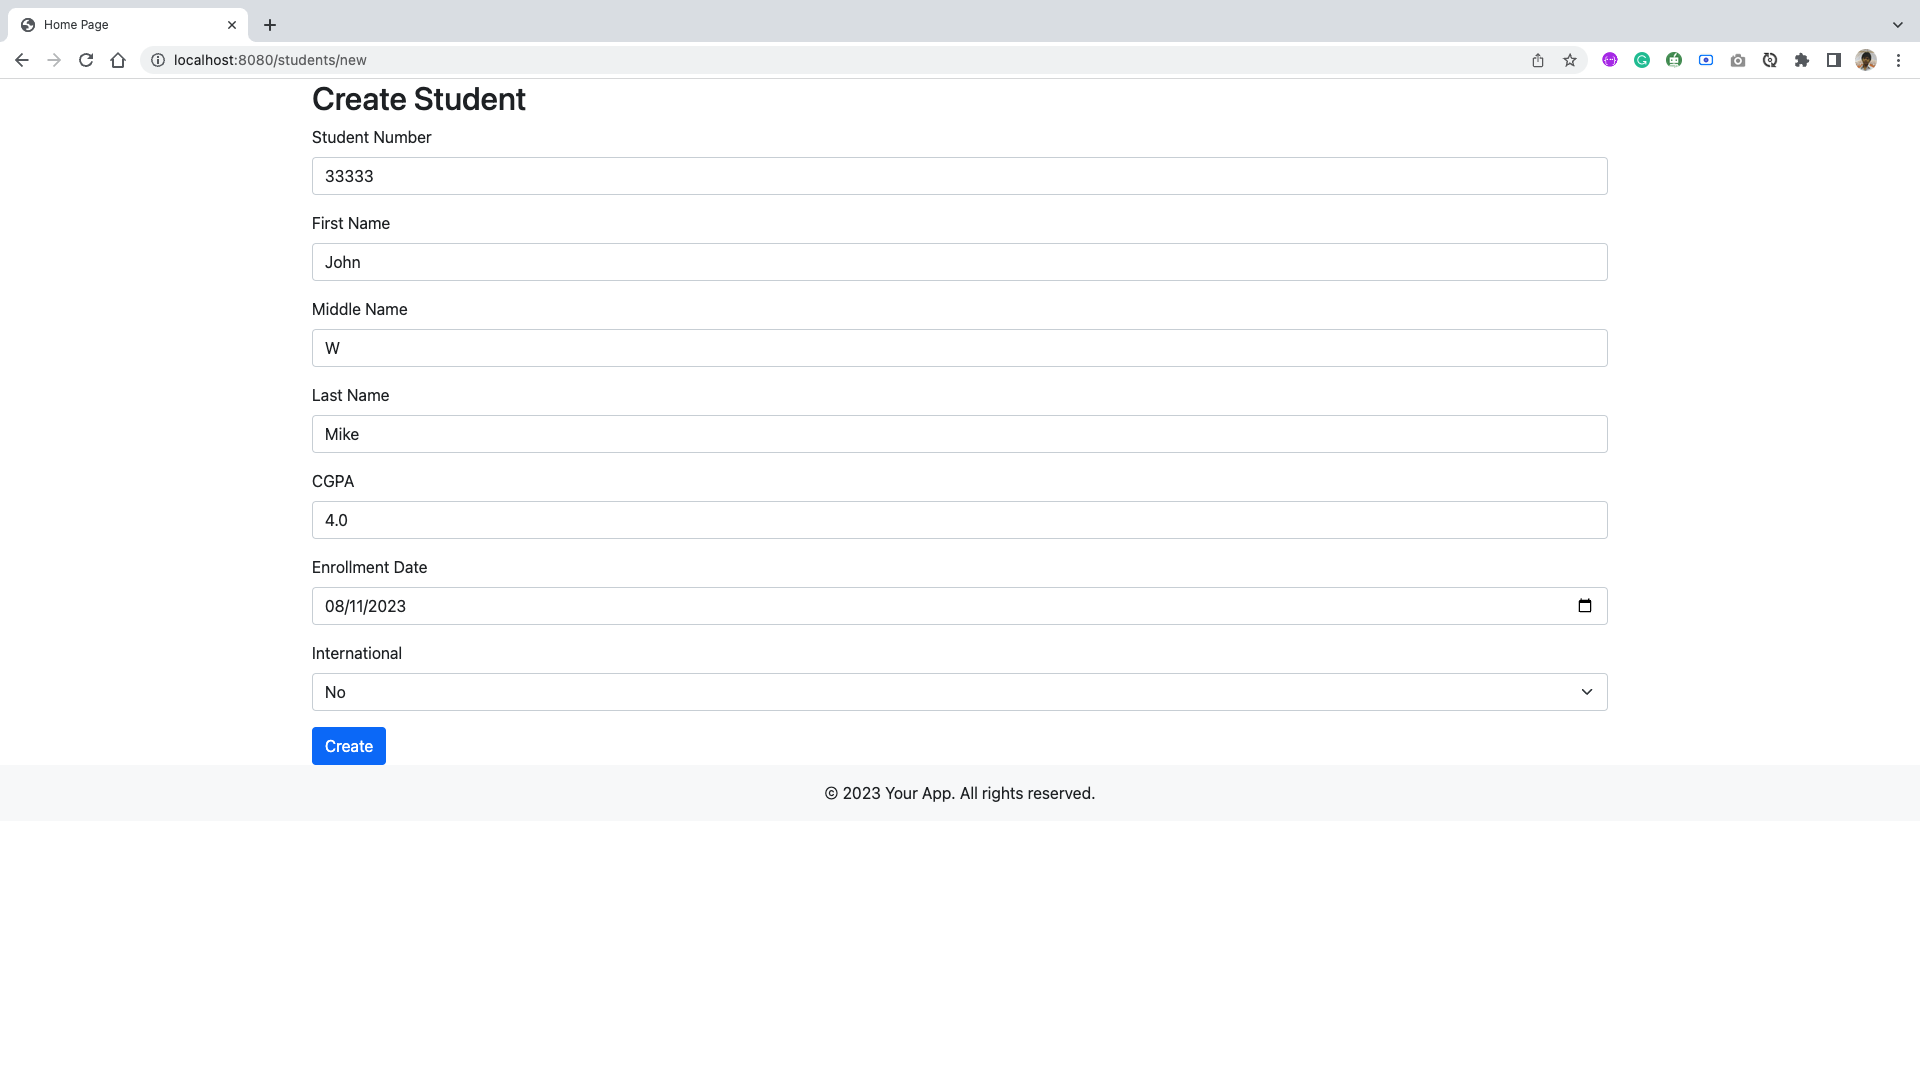 Home Page
localhost:8080/students/new
Create Student
Student Number
33333
First Name
John
Middle Name
W
Last Name
Mike
CGPA
4.0
Enrollment Date
08/11/2023
International
No
Create
© 2023 Your App. All rights reserved.